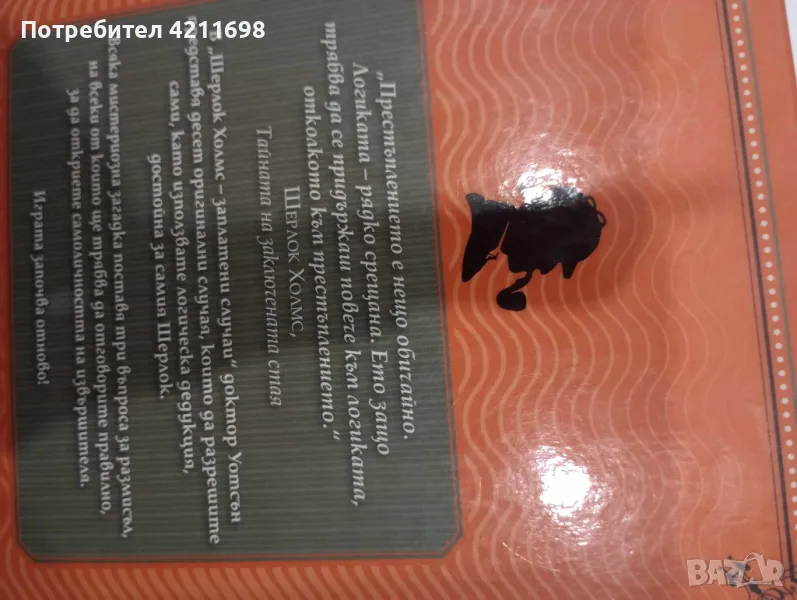 Потребител 4211698
„Престъплението е нещо обичайно.
Логиката – рядко срещана. Ето защо
трябва да се придържаш повече към логиката,
отколкото към престъплението.“
ШЕРЛОК ХОЛМС,
Тайната на заключената стая
В „Шерлок Холмс – заплатени случаи“ доктор Уотсън
представя десет оригинални случая, които да разрешите
сами, като използвате логическа дедукция,
достойна за самия Шерлок.
Всяка мистериозна загадка поставя три въпроса за размисъл,
на всеки от които ще трябва да отговорите правилно,
за да откриете самоличността на извършителя.
Играта започва отново!
BAZAR